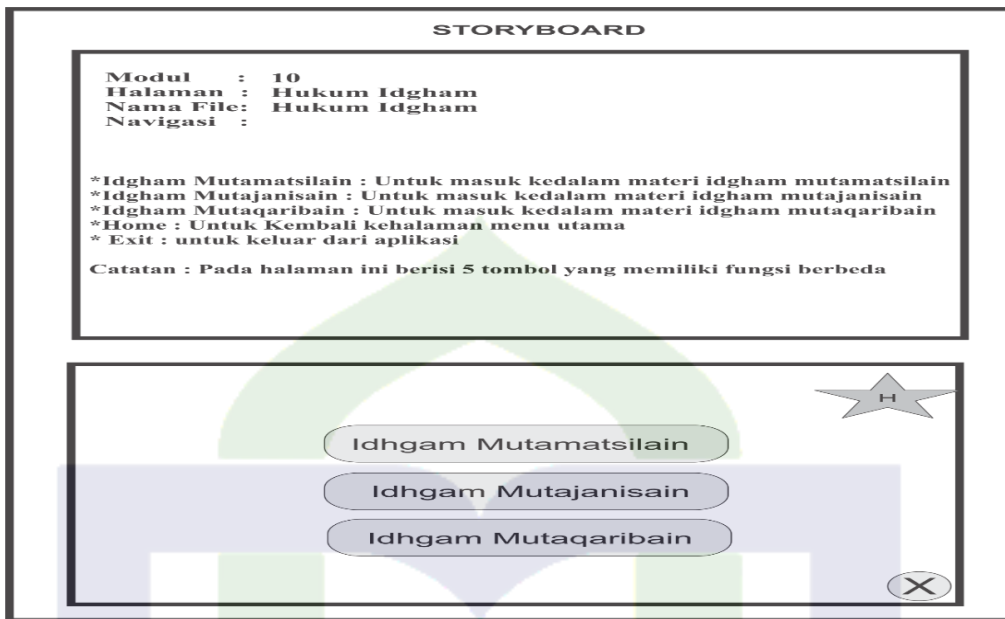 STORYBOARD
Modul : 10
Halaman : Hukum Idgham
Nama File: Hukum Idgham
Navigasi :
*Idgham Mutamatsilain : Untuk masuk kedalam materi idgham mutamatsilain
*Idgham Mutajanisain : Untuk masuk kedalam materi idgham mutajanisain
*Idgham Mutaqaribain : Untuk masuk kedalam materi idgham mutaqaribain
*Home : Untuk Kembali kehalaman menu utama
* Exit : untuk keluar dari aplikasi
Catatan : Pada halaman ini berisi 5 tombol yang memiliki fungsi berbeda
H
Idhgam Mutamatsilain
Idhgam Mutajanisain
Idhgam Mutaqaribain
X